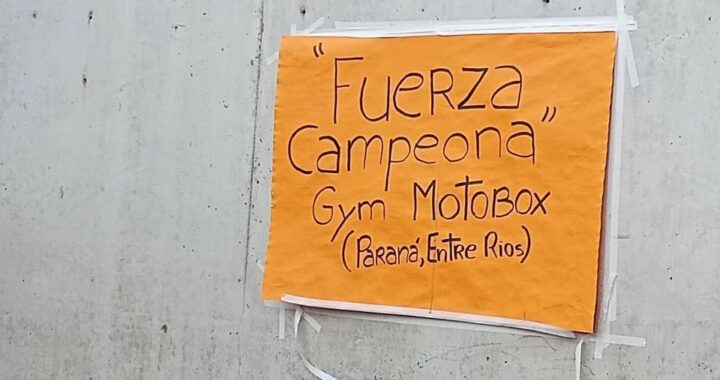 "Fuerza
Campeona"
Gym MotoBox
(Paraná, Entre Rios)